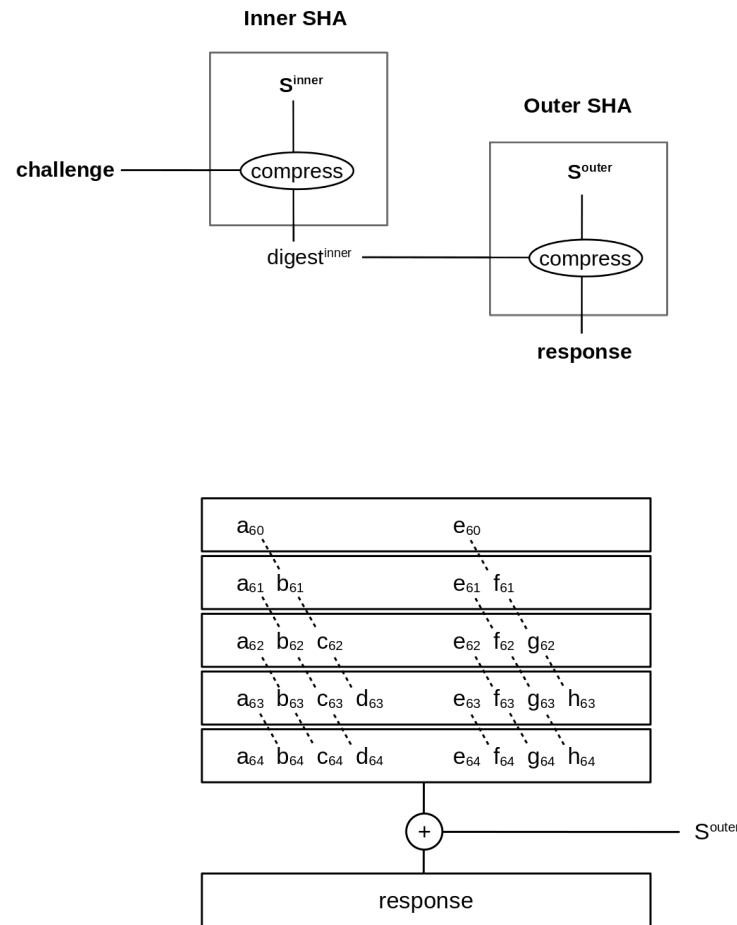 Inner SHA
S^inner
Outer SHA
challenge
compress
S^outer
digest^inner
compress
response
a₆₀ e₆₀
a₆₁ b₆₁ e₆₁ f₆₁
a₆₂ b₆₂ c₆₂ e₆₂ f₆₂ g₆₂
a₆₃ b₆₃ c₆₃ d₆₃ e₆₃ f₆₃ g₆₃ h₆₃
a₆₄ b₆₄ c₆₄ d₆₄ e₆₄ f₆₄ g₆₄ h₆₄
+
S^outer
response